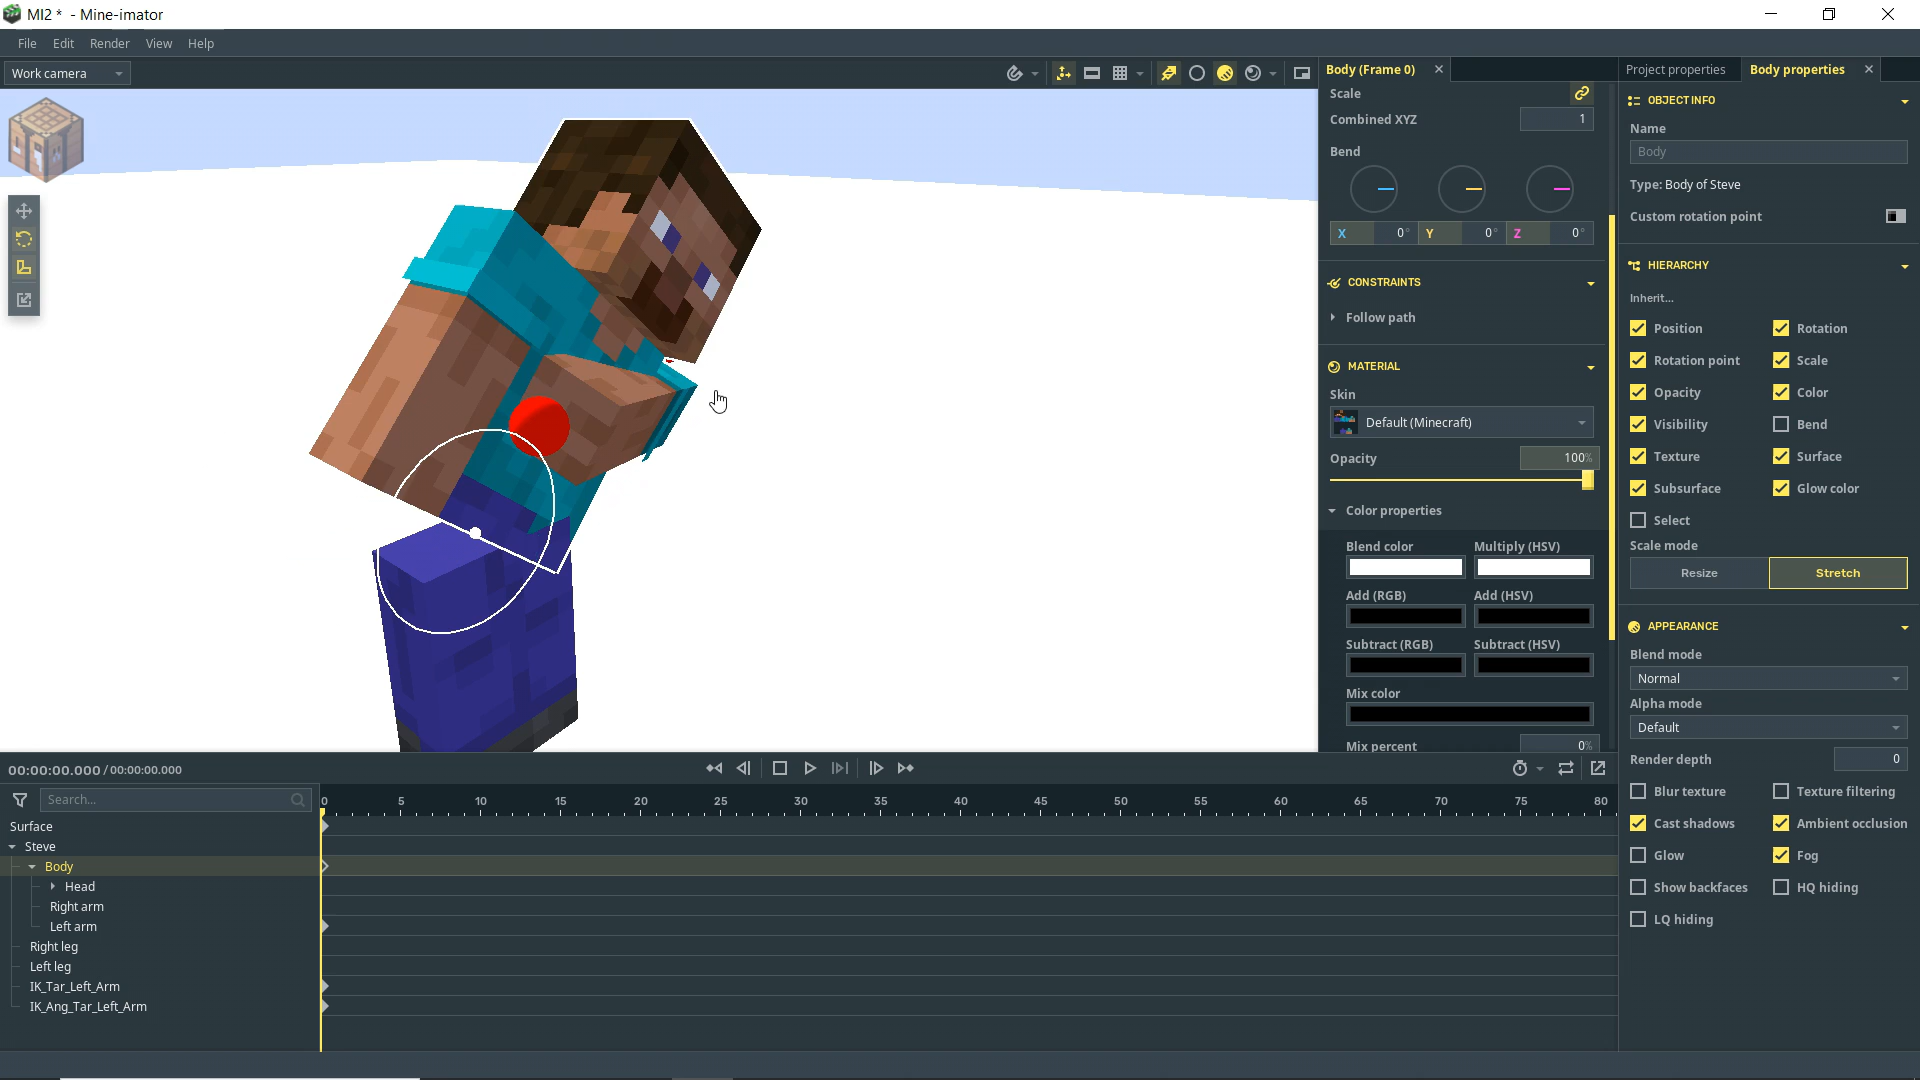 MI2 * - Mine-imator
File Edit Render View Help
Work camera
Body (Frame 0)
Scale
Combined XYZ 1
Bend
X 0° Y 0° Z 0°
CONSTRAINTS
Follow path
MATERIAL
Skin
Default (Minecraft)
Opacity 100%
Color properties
Blend color Multiply (HSV)
Add (RGB) Add (HSV)
Subtract (RGB) Subtract (HSV)
Mix color
Mix percent 0%
Project properties Body properties
OBJECT INFO
Name
Body
Type: Body of Steve
Custom rotation point
HIERARCHY
Inherit...
Position Rotation
Rotation point Scale
Opacity Color
Visibility Bend
Texture Surface
Subsurface Glow color
Select
Scale mode
Resize Stretch
APPEARANCE
Blend mode
Normal
Alpha mode
Default
Render depth 0
Blur texture Texture filtering
Cast shadows Ambient occlusion
Glow Fog
Show backfaces HQ hiding
LQ hiding
00:00:00.000 / 00:00:00.000
Search...
0 5 10 15 20 25 30 35 40 45 50 55 60 65 70 75 80
Surface
Steve
Body
Head
Right arm
Left arm
Right leg
Left leg
IK_Tar_Left_Arm
IK_Ang_Tar_Left_Arm